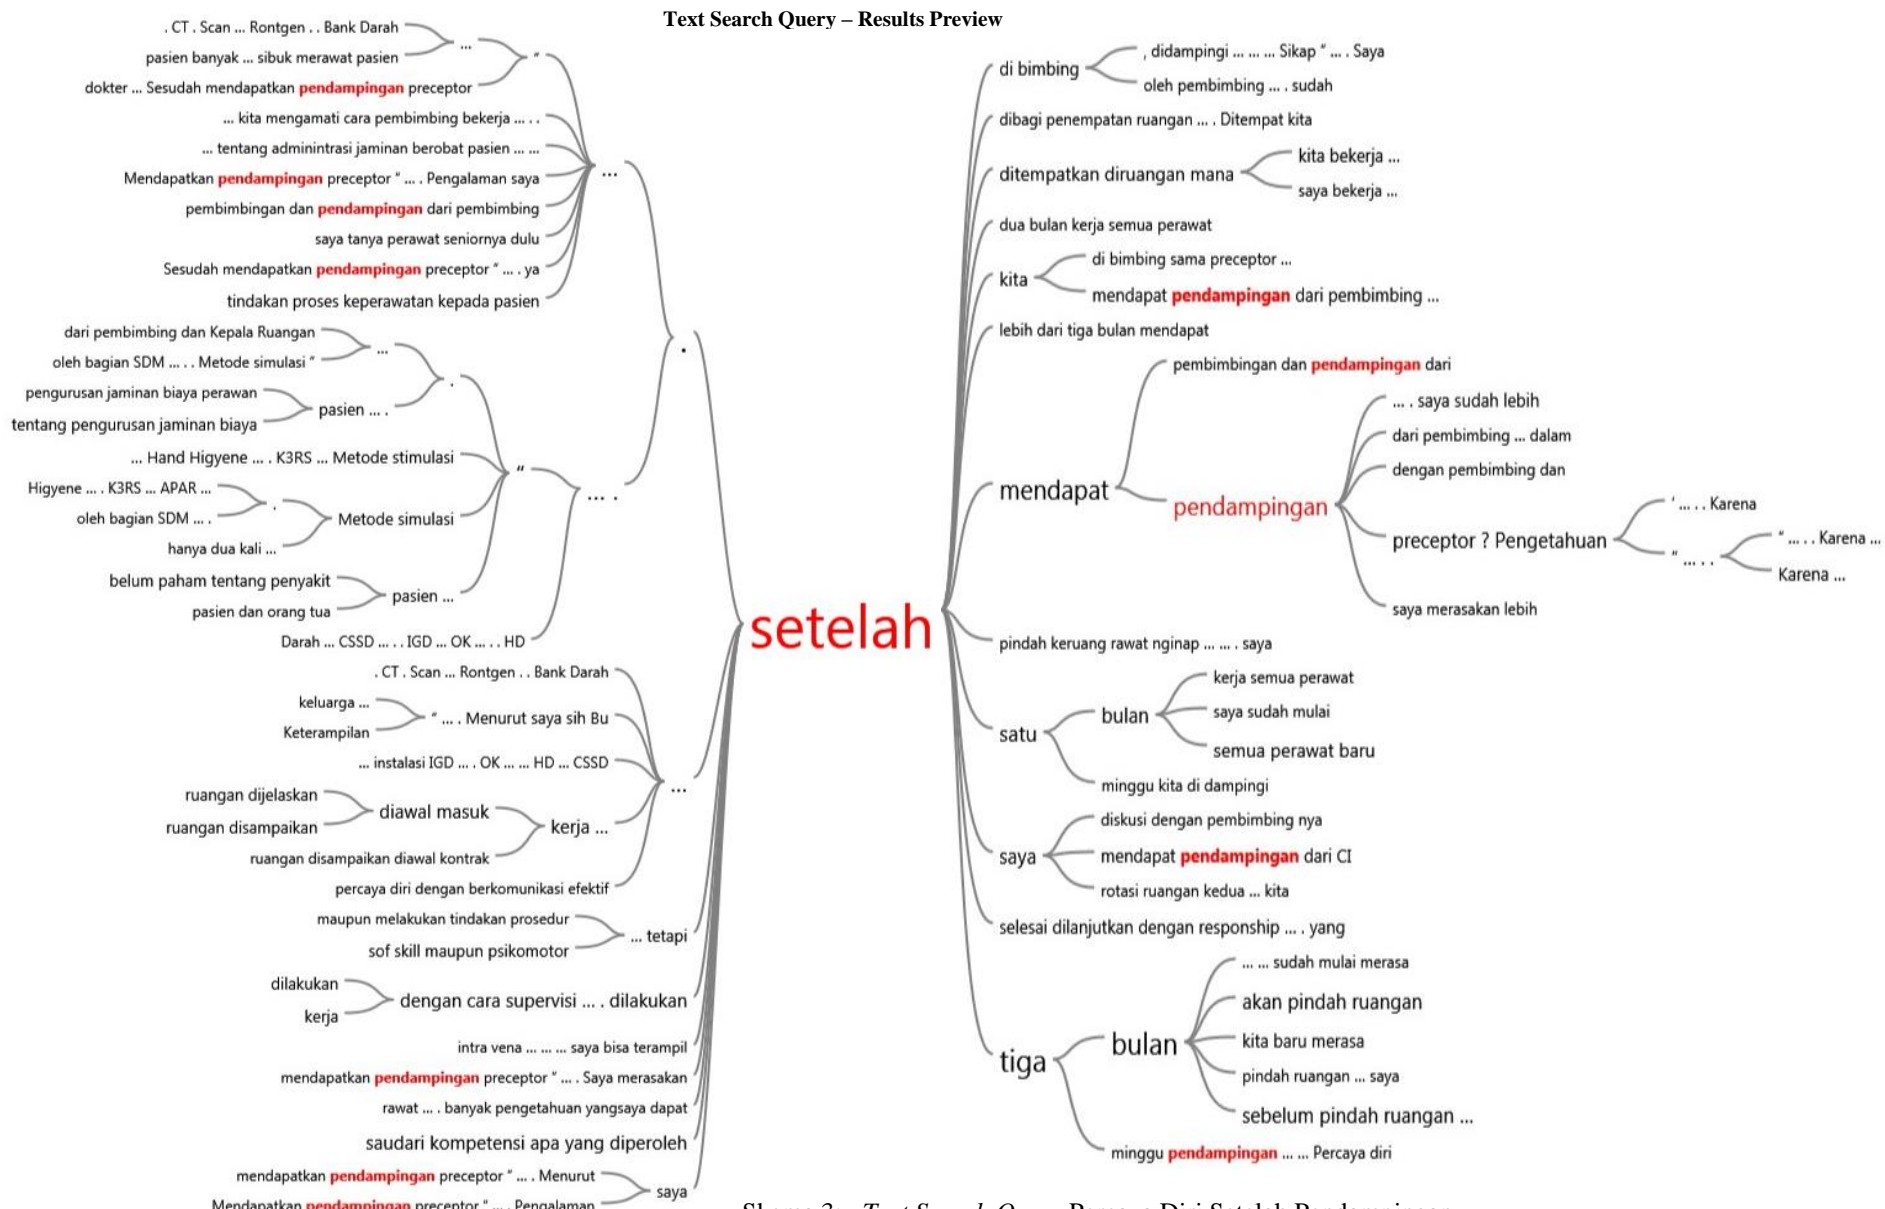 Text Search Query – Results Preview
. CT . Scan ... Rontgen . . Bank Darah
pasien banyak ... sibuk merawat pasien
...
“
dokter ... Sesudah mendapatkan pendampingan preceptor
... kita mengamati cara pembimbing bekerja ... . .
... tentang adminintrasi jaminan berobat pasien ... ...
Mendapatkan pendampingan preceptor “ ... . Pengalaman saya
...
pembimbingan dan pendampingan dari pembimbing
saya tanya perawat seniornya dulu
Sesudah mendapatkan pendampingan preceptor “ ... . ya
tindakan proses keperawatan kepada pasien
.
dari pembimbing dan Kepala Ruangan
oleh bagian SDM ... . . Metode simulasi “
...
.
pengurusan jaminan biaya perawan
tentang pengurusan jaminan biaya
pasien ... .
... Hand Higyene ... . K3RS ... Metode stimulasi
“
... .
Higyene ... . K3RS ... APAR ...
oleh bagian SDM ... .
.
Metode simulasi
hanya dua kali ...
belum paham tentang penyakit
pasien dan orang tua
pasien ...
Darah ... CSSD ... . . IGD ... OK ... . . HD
. CT . Scan ... Rontgen . . Bank Darah
keluarga ...
Keterampilan
“ ... . Menurut saya sih Bu
... instalasi IGD ... . OK ... ... HD ... CSSD
...
ruangan dijelaskan
ruangan disampaikan
diawal masuk
kerja ...
ruangan disampaikan diawal kontrak
percaya diri dengan berkomunikasi efektif
maupun melakukan tindakan prosedur
sof skill maupun psikomotor
... tetapi
dilakukan
kerja
dengan cara supervisi ... . dilakukan
intra vena ... ... ... saya bisa terampil
mendapatkan pendampingan preceptor “ ... . Saya merasakan
rawat ... . banyak pengetahuan yangsaya dapat
saudari kompetensi apa yang diperoleh
mendapatkan pendampingan preceptor “ ... . Menurut
Mendapatkan pendampingan preceptor “ ... . Pengalaman
saya
setelah
di bimbing
, didampingi ... ... ... Sikap “ ... . Saya
oleh pembimbing ... . sudah
dibagi penempatan ruangan ... . Ditempat kita
ditempatkan diruangan mana
kita bekerja ...
saya bekerja ...
dua bulan kerja semua perawat
kita
di bimbing sama preceptor ...
mendapat pendampingan dari pembimbing ...
lebih dari tiga bulan mendapat
mendapat
pembimbingan dan pendampingan dari
pendampingan
... . saya sudah lebih
dari pembimbing ... dalam
dengan pembimbing dan
preceptor ? Pengetahuan
‘ ... . . Karena
“ ... . .
“ ... . . Karena ...
Karena ...
saya merasakan lebih
pindah keruang rawat nginap ... ... . saya
satu
bulan
kerja semua perawat
saya sudah mulai
semua perawat baru
minggu kita di dampingi
saya
diskusi dengan pembimbing nya
mendapat pendampingan dari CI
rotasi ruangan kedua ... kita
selesai dilanjutkan dengan responship ... . yang
tiga
bulan
... ... sudah mulai merasa
akan pindah ruangan
kita baru merasa
pindah ruangan ... saya
sebelum pindah ruangan ...
minggu pendampingan ... ... Percaya diri
Skema 3 Text Search Query Percaya Diri Setelah Pendampingan